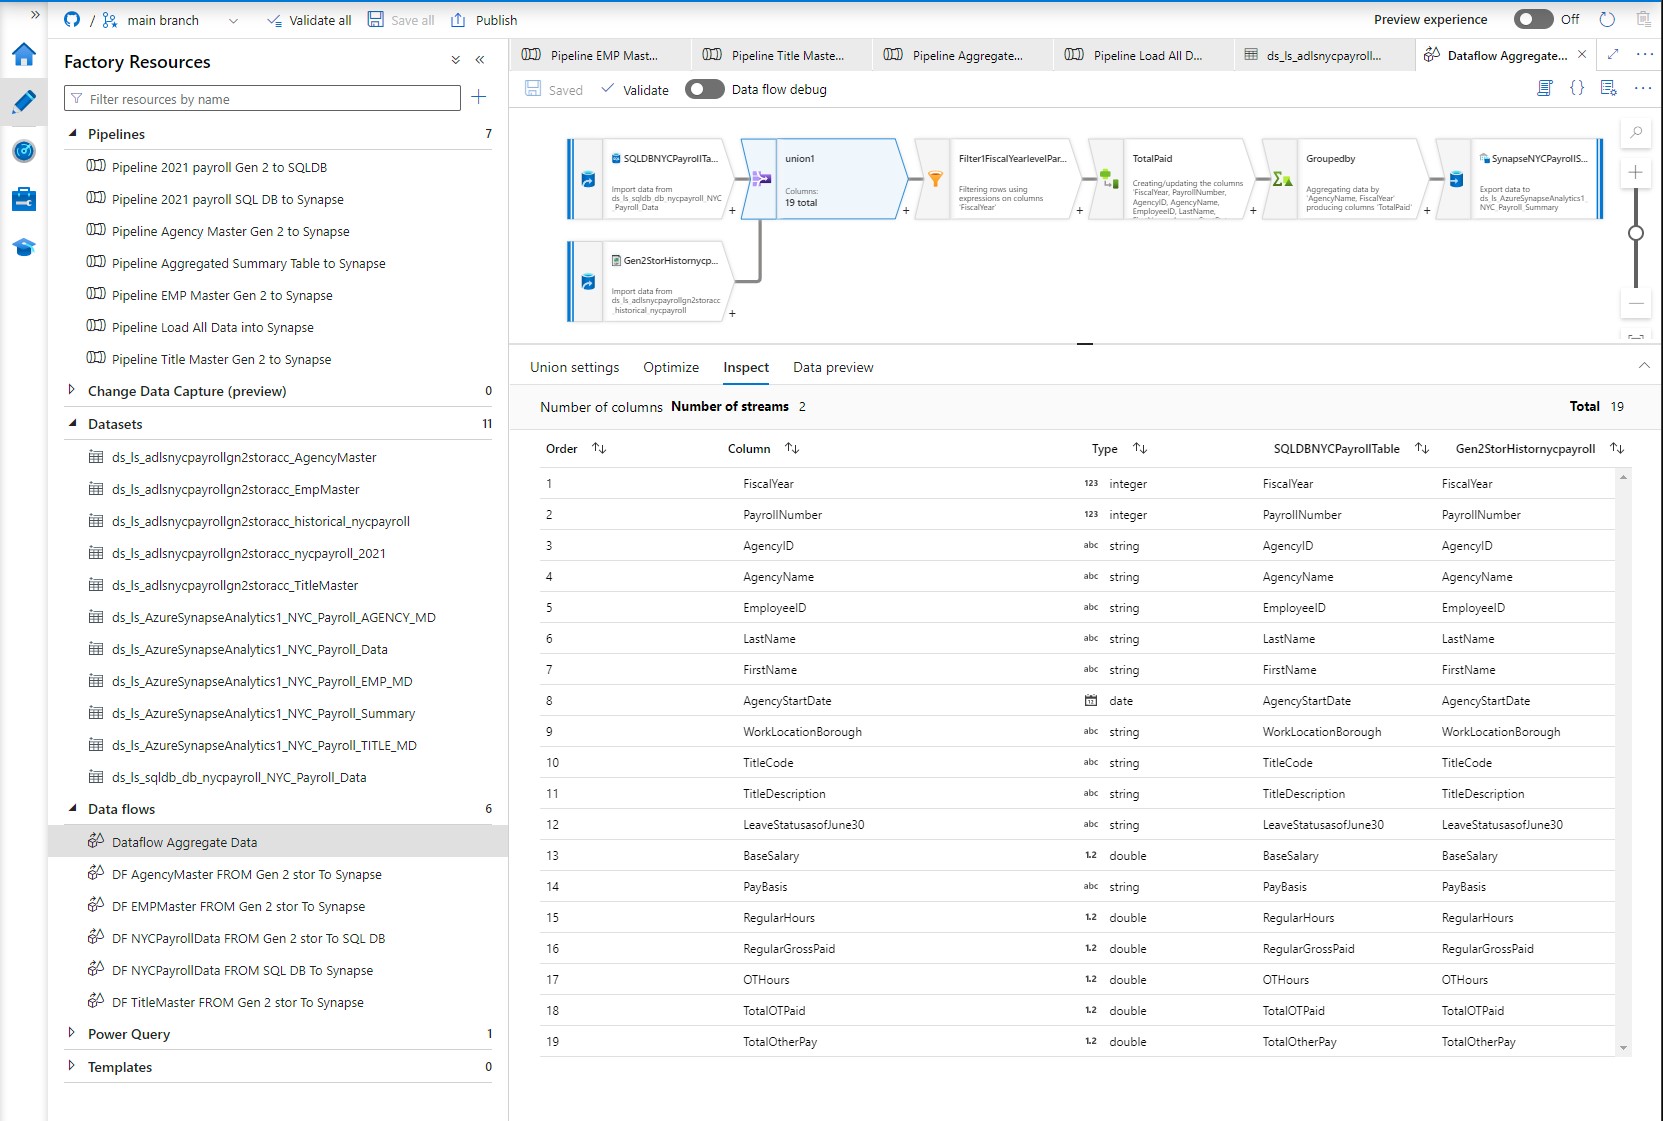 / main branch Validate all Save all Publish Preview experience Off
Factory Resources
Filter resources by name
Pipelines 7
Pipeline 2021 payroll Gen 2 to SQLDB
Pipeline 2021 payroll SQL DB to Synapse
Pipeline Agency Master Gen 2 to Synapse
Pipeline Aggregated Summary Table to Synapse
Pipeline EMP Master Gen 2 to Synapse
Pipeline Load All Data into Synapse
Pipeline Title Master Gen 2 to Synapse
Change Data Capture (preview) 0
Datasets 11
ds_ls_adlsnycpayrollgn2storacc_AgencyMaster
ds_ls_adlsnycpayrollgn2storacc_EmpMaster
ds_ls_adlsnycpayrollgn2storacc_historical_nycpayroll
ds_ls_adlsnycpayrollgn2storacc_nycpayroll_2021
ds_ls_adlsnycpayrollgn2storacc_TitleMaster
ds_ls_AzureSynapseAnalytics1_NYC_Payroll_AGENCY_MD
ds_ls_AzureSynapseAnalytics1_NYC_Payroll_Data
ds_ls_AzureSynapseAnalytics1_NYC_Payroll_EMP_MD
ds_ls_AzureSynapseAnalytics1_NYC_Payroll_Summary
ds_ls_AzureSynapseAnalytics1_NYC_Payroll_TITLE_MD
ds_ls_sqldb_db_nycpayroll_NYC_Payroll_Data
Data flows 6
Dataflow Aggregate Data
DF AgencyMaster FROM Gen 2 stor To Synapse
DF EMPMaster FROM Gen 2 stor To Synapse
DF NYCPayrollData FROM Gen 2 stor To SQL DB
DF NYCPayrollData FROM SQL DB To Synapse
DF TitleMaster FROM Gen 2 stor To Synapse
Power Query 1
Templates 0
Pipeline EMP Mast... Pipeline Title Maste... Pipeline Aggregate... Pipeline Load All D... ds_ls_adlsnycpayroll... Dataflow Aggregate...
Saved Validate Data flow debug
SQLDBNYCPayrollTa...
Import data from
ds_ls_sqldb_db_nycpayroll_NYC
_Payroll_Data
union1
Columns:
19 total
Filter1FiscalYearlevelPar...
Filtering rows using
expressions on columns
'FiscalYear'
TotalPaid
Creating/updating the columns
'FiscalYear, PayrollNumber,
AgencyID, AgencyName,
EmployeeID, LastName,
Groupedby
Aggregating data by
'AgencyName, FiscalYear'
producing columns 'TotalPaid'
SynapseNYCPayrollS...
Export data to
ds_ls_AzureSynapseAnalytics1_
NYC_Payroll_Summary
Gen2StorHistornycp...
Import data from
ds_ls_adlsnycpayrollgn2storacc
_historical_nycpayroll
Union settings Optimize Inspect Data preview
Number of columns Number of streams 2 Total 19
Order Column Type SQLDBNYCPayrollTable Gen2StorHistornycpayroll
1 FiscalYear 123 integer FiscalYear FiscalYear
2 PayrollNumber 123 integer PayrollNumber PayrollNumber
3 AgencyID abc string AgencyID AgencyID
4 AgencyName abc string AgencyName AgencyName
5 EmployeeID abc string EmployeeID EmployeeID
6 LastName abc string LastName LastName
7 FirstName abc string FirstName FirstName
8 AgencyStartDate date AgencyStartDate AgencyStartDate
9 WorkLocationBorough abc string WorkLocationBorough WorkLocationBorough
10 TitleCode abc string TitleCode TitleCode
11 TitleDescription abc string TitleDescription TitleDescription
12 LeaveStatusasofJune30 abc string LeaveStatusasofJune30 LeaveStatusasofJune30
13 BaseSalary 1.2 double BaseSalary BaseSalary
14 PayBasis abc string PayBasis PayBasis
15 RegularHours 1.2 double RegularHours RegularHours
16 RegularGrossPaid 1.2 double RegularGrossPaid RegularGrossPaid
17 OTHours 1.2 double OTHours OTHours
18 TotalOTPaid 1.2 double TotalOTPaid TotalOTPaid
19 TotalOtherPay 1.2 double TotalOtherPay TotalOtherPay